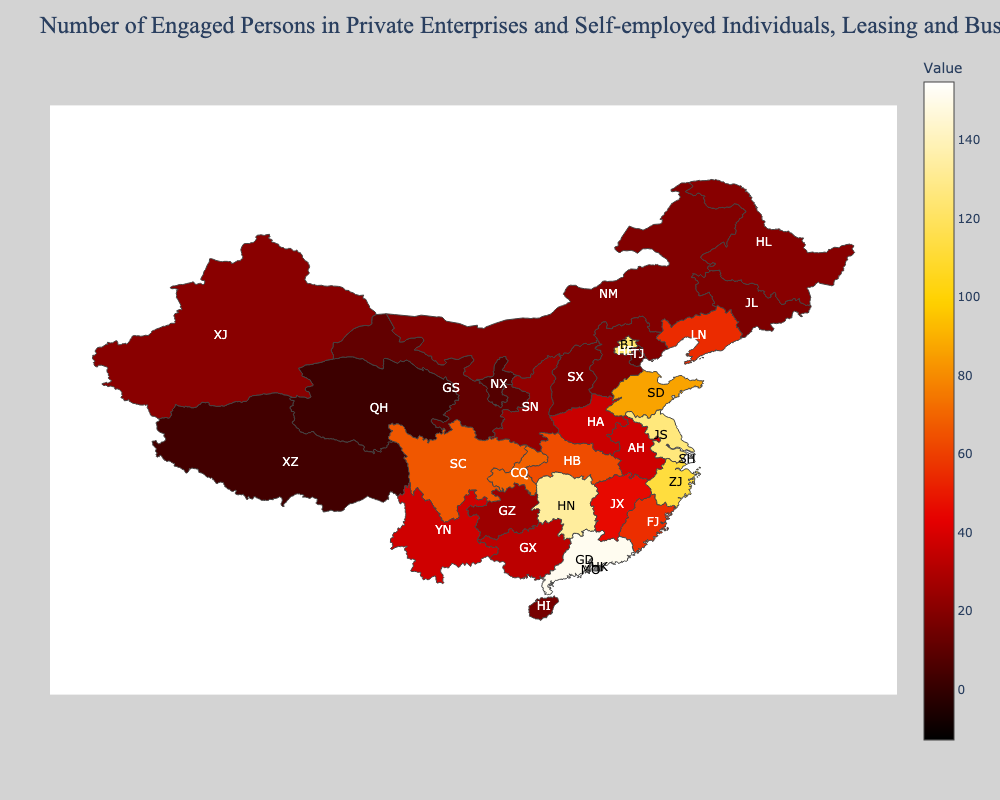 Number of Engaged Persons in Private Enterprises and Self-employed Individuals, Leasing and Bus
Value
140
120
100
80
60
40
20
0
HL
NM
JL
XJ
LN
BJ
TJ
SX
NX
GS
SD
QH
SN
HA
JS
AH
SH
XZ
SC
HB
CQ
ZJ
HN
JX
GZ
FJ
YN
GX
GD
HK
MO
HI